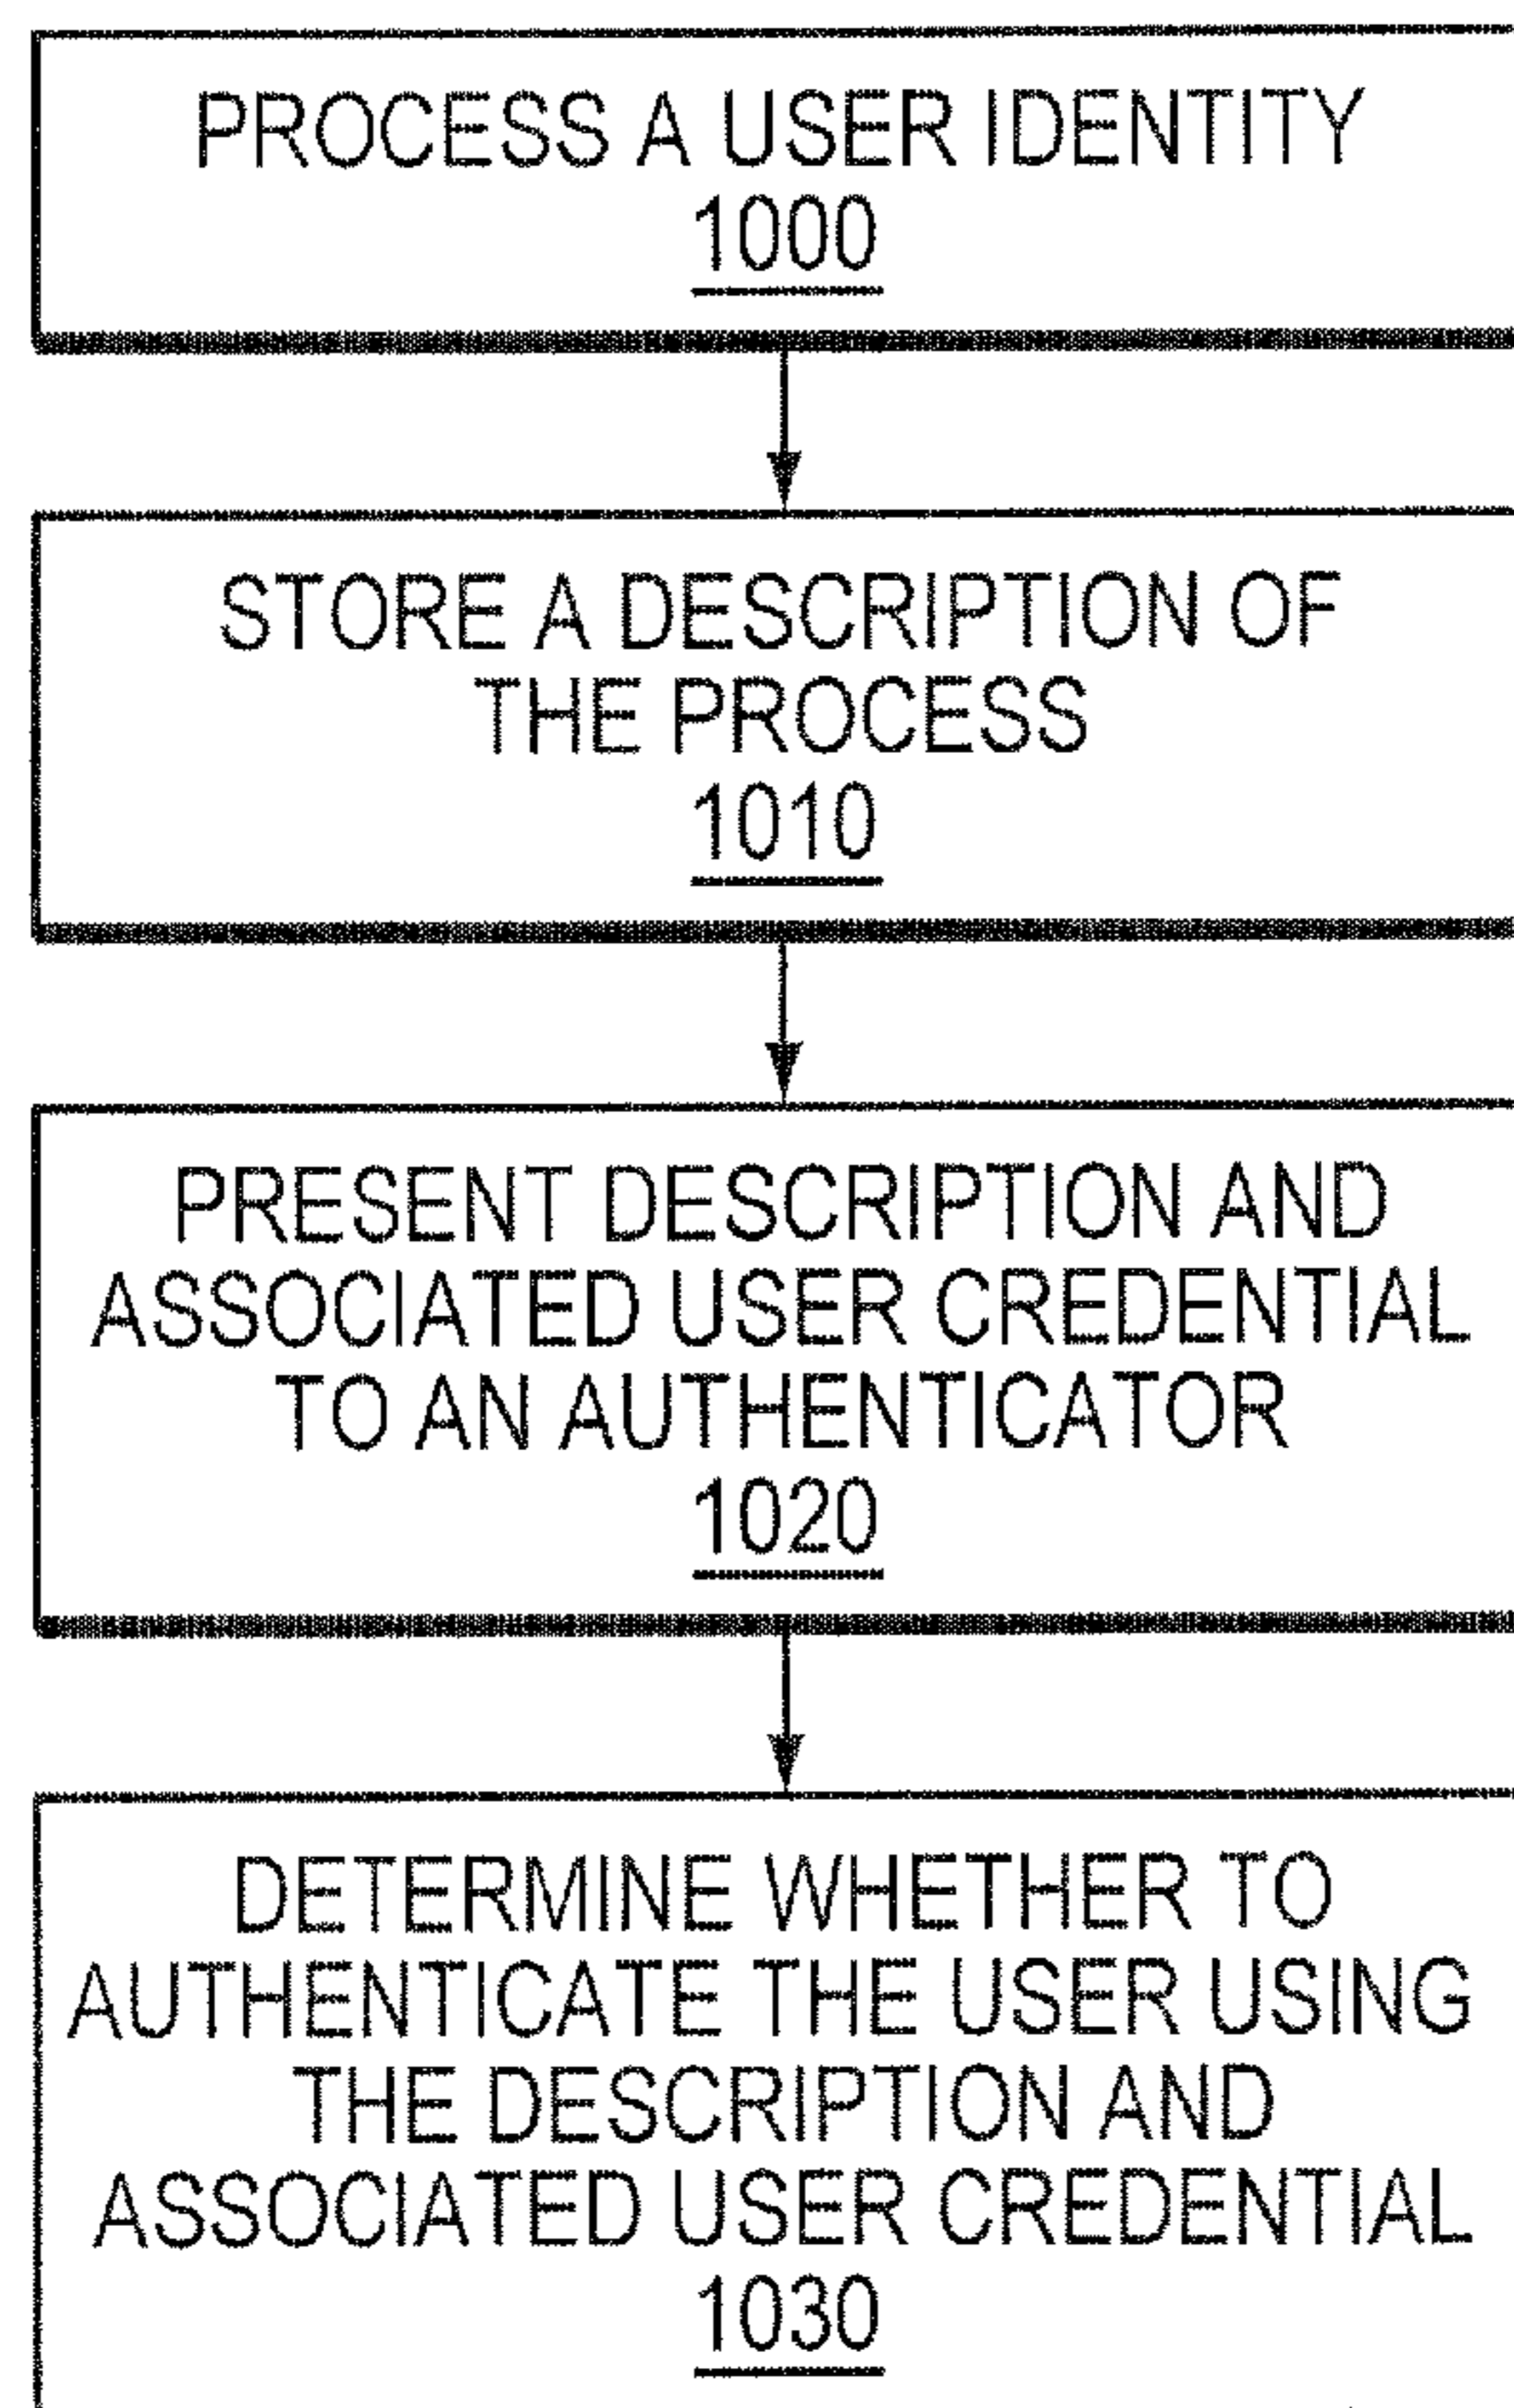 PROCESS A USER IDENTITY
1000
STORE A DESCRIPTION OF
THE PROCESS
1010
PRESENT DESCRIPTION AND
ASSOCIATED USER CREDENTIAL
TO AN AUTHENTICATOR
1020
DETERMINE WHETHER TO
AUTHENTICATE THE USER USING
THE DESCRIPTION AND
ASSOCIATED USER CREDENTIAL
1030